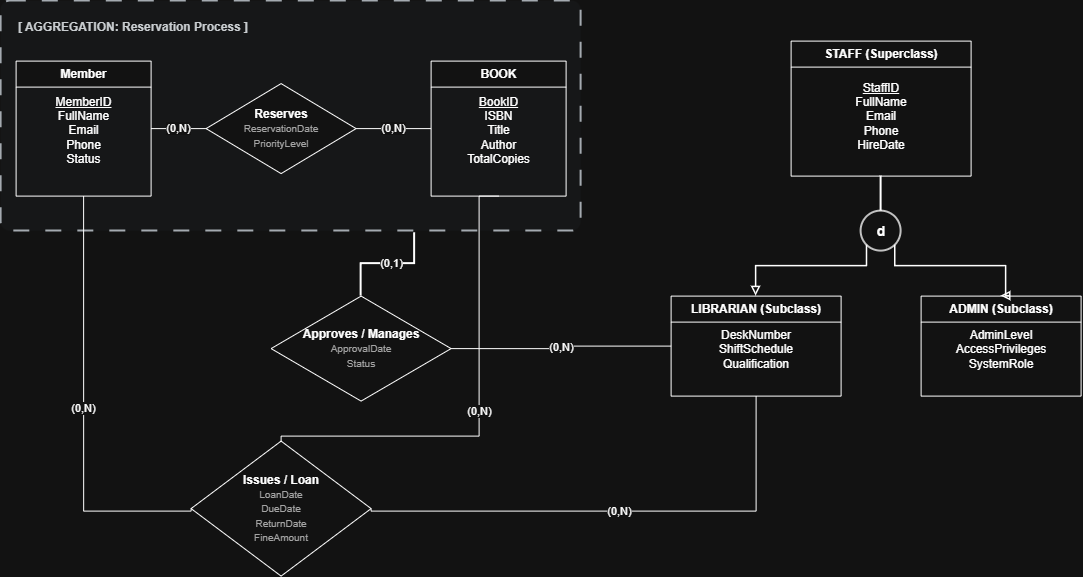 [ AGGREGATION: Reservation Process ]
Member
MemberID
FullName
Email
Phone
Status
(0,N)
Reserves
ReservationDate
PriorityLevel
(0,N)
BOOK
BookID
ISBN
Title
Author
TotalCopies
STAFF (Superclass)
StaffID
FullName
Email
Phone
HireDate
d
(0,1)
Approves / Manages
ApprovalDate
Status
(0,N)
LIBRARIAN (Subclass)
DeskNumber
ShiftSchedule
Qualification
ADMIN (Subclass)
AdminLevel
AccessPrivileges
SystemRole
(0,N)
(0,N)
Issues / Loan
LoanDate
DueDate
ReturnDate
FineAmount
(0,N)